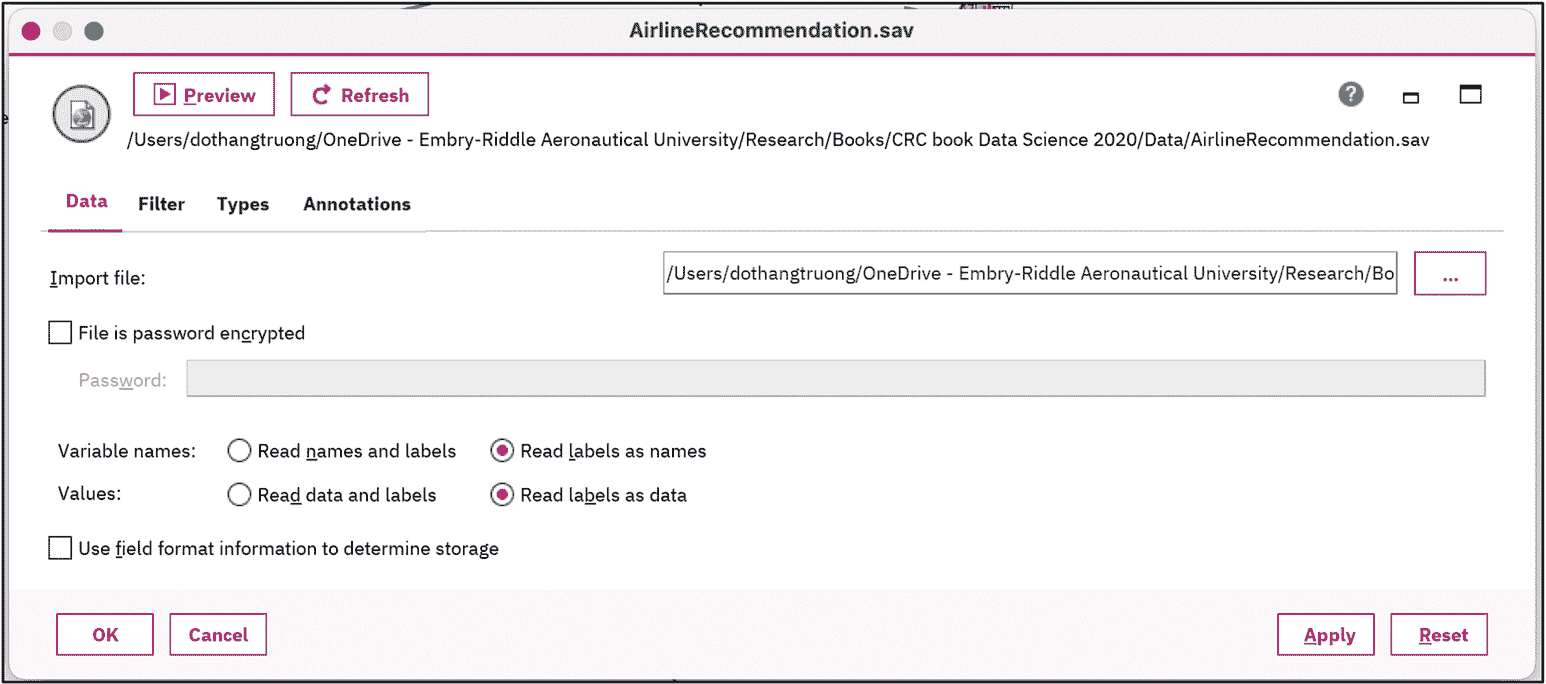 AirlineRecommendation.sav
Preview Refresh ?
/Users/dothangtruong/OneDrive - Embry-Riddle Aeronautical University/Research/Books/CRC book Data Science 2020/Data/AirlineRecommendation.sav
Data Filter Types Annotations
Import file: /Users/dothangtruong/OneDrive - Embry-Riddle Aeronautical University/Research/Bo ...
File is password encrypted
Password:
Variable names: Read names and labels Read labels as names
Values: Read data and labels Read labels as data
Use field format information to determine storage
OK Cancel Apply Reset